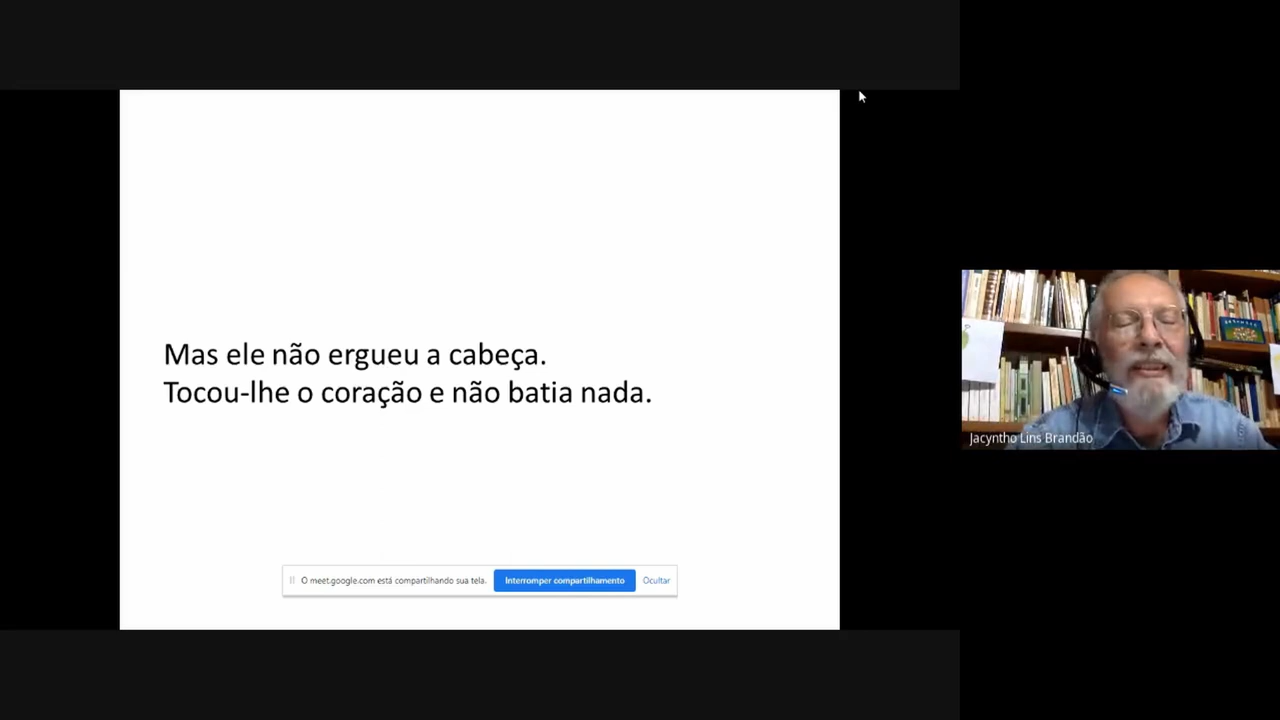 Mas ele não ergueu a cabeça.
Tocou-lhe o coração e não batia nada.
O meet.google.com está compartilhando sua tela.
Interromper compartilhamento
Ocultar
Jacyntho Lins Brandão